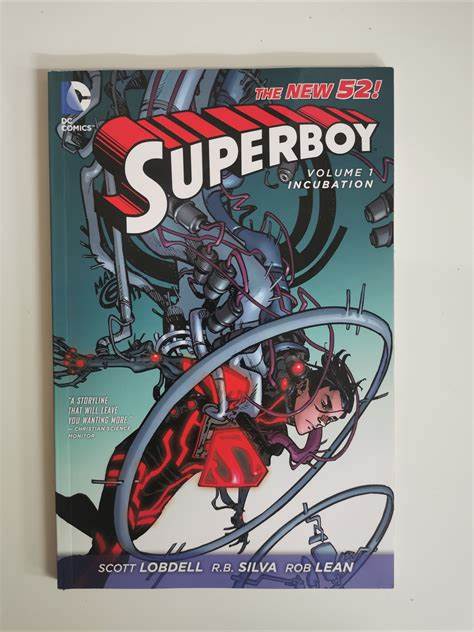 DC
COMICS™
THE NEW 52!
SUPERBOY
VOLUME 1
INCUBATION
"A STORYLINE
THAT WILL LEAVE
YOU WANTING MORE."
— CHRISTIAN SCIENCE
MONITOR
SCOTT LOBDELL R.B. SILVA ROB LEAN